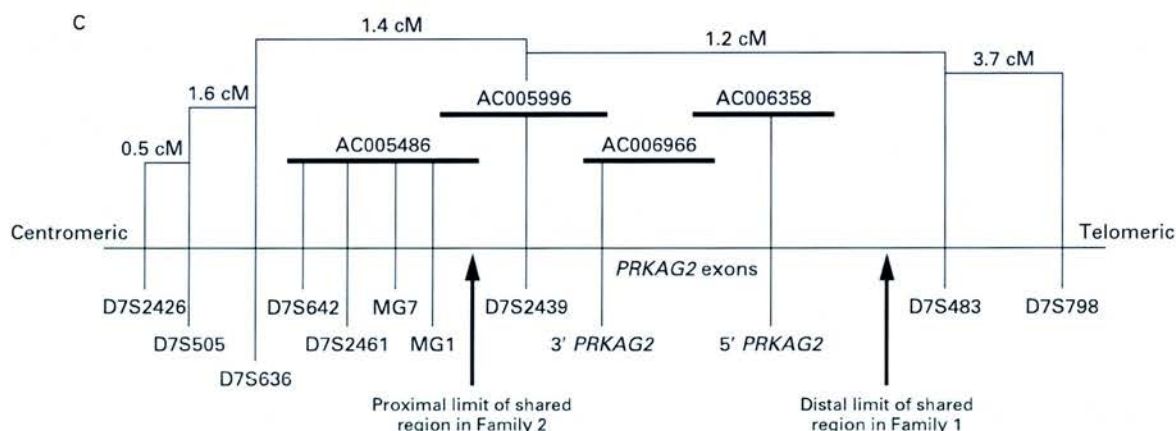 C
1.4 cM
1.2 cM
3.7 cM
1.6 cM
AC005996
AC006358
0.5 cM
AC005486
AC006966
Centromeric
Telomeric
PRKAG2 exons
D7S2426
D7S642
MG7
D7S2439
D7S483
D7S798
D7S505
D7S2461
MG1
3' PRKAG2
5' PRKAG2
D7S636
Proximal limit of shared
region in Family 2
Distal limit of shared
region in Family 1